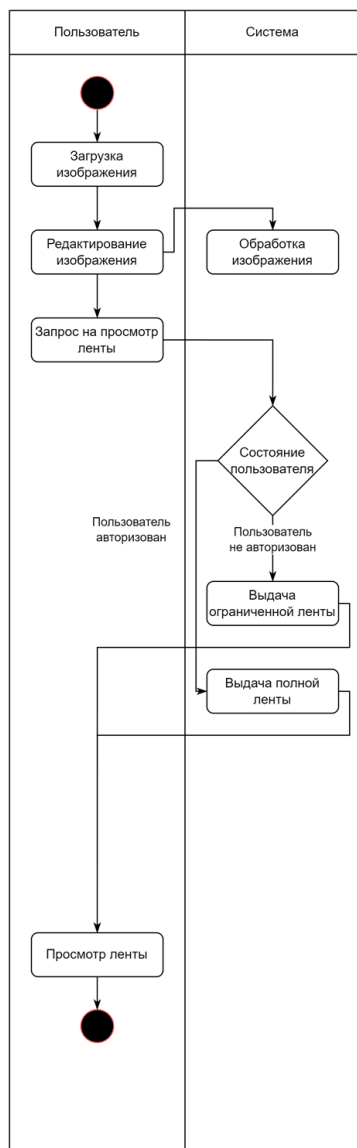 Пользователь
Система
Загрузка
изображения
Редактирование
изображения
Обработка
изображения
Запрос на просмотр
ленты
Состояние
пользователя
Пользователь
авторизован
Пользователь
не авторизован
Выдача
ограниченной ленты
Выдача полной
ленты
Просмотр ленты